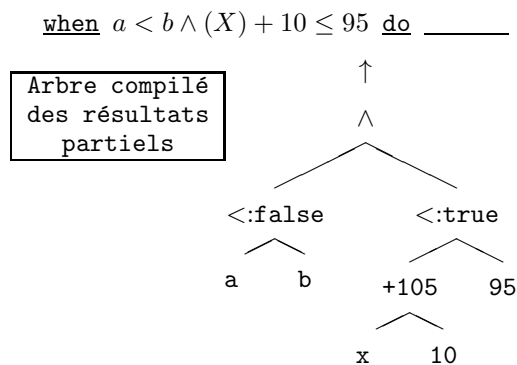 when a < b ∧ (X) + 10 ≤ 95 do
↑
Arbre compilé
des résultats
partiels
∧
<:false <:true
a b +105 95
x 10